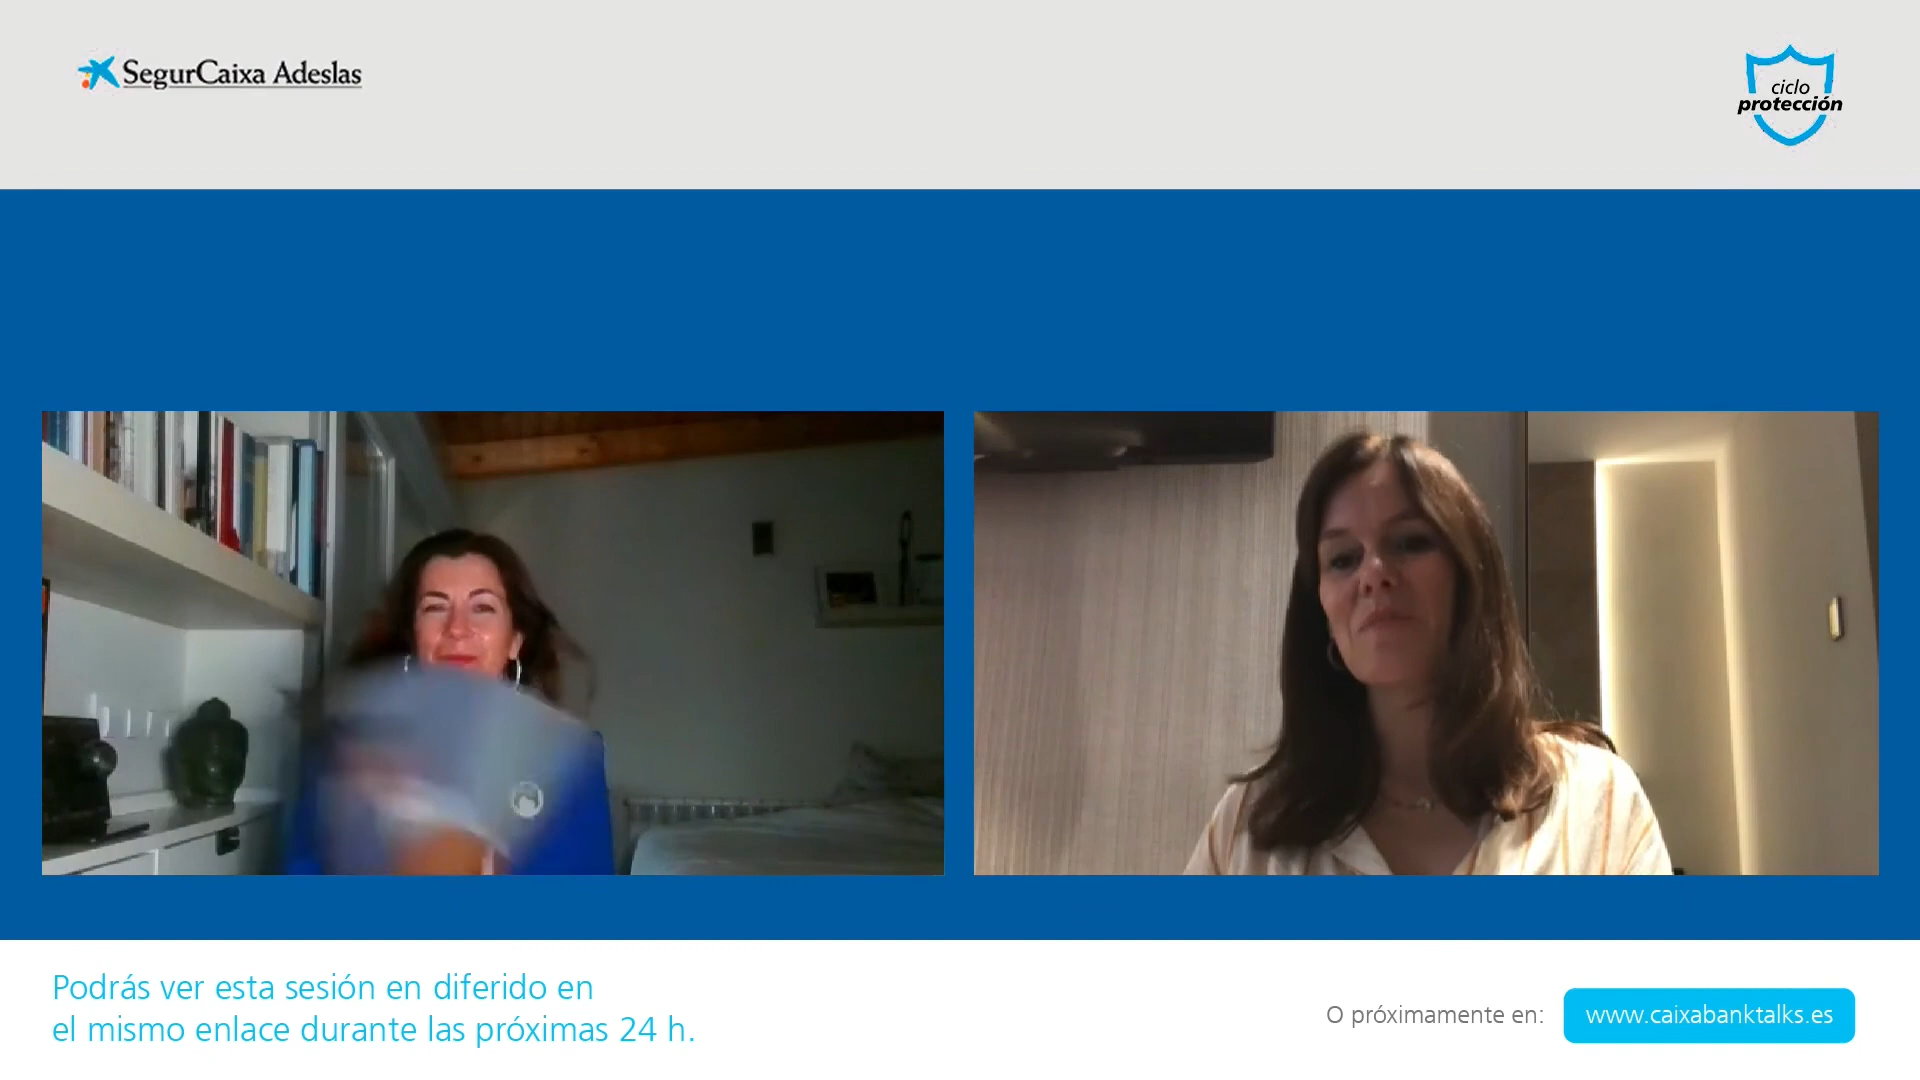 SegurCaixa Adeslas
ciclo
protección
Podrás ver esta sesión en diferido en
el mismo enlace durante las próximas 24 h.
O próximamente en:
www.caixabanktalks.es